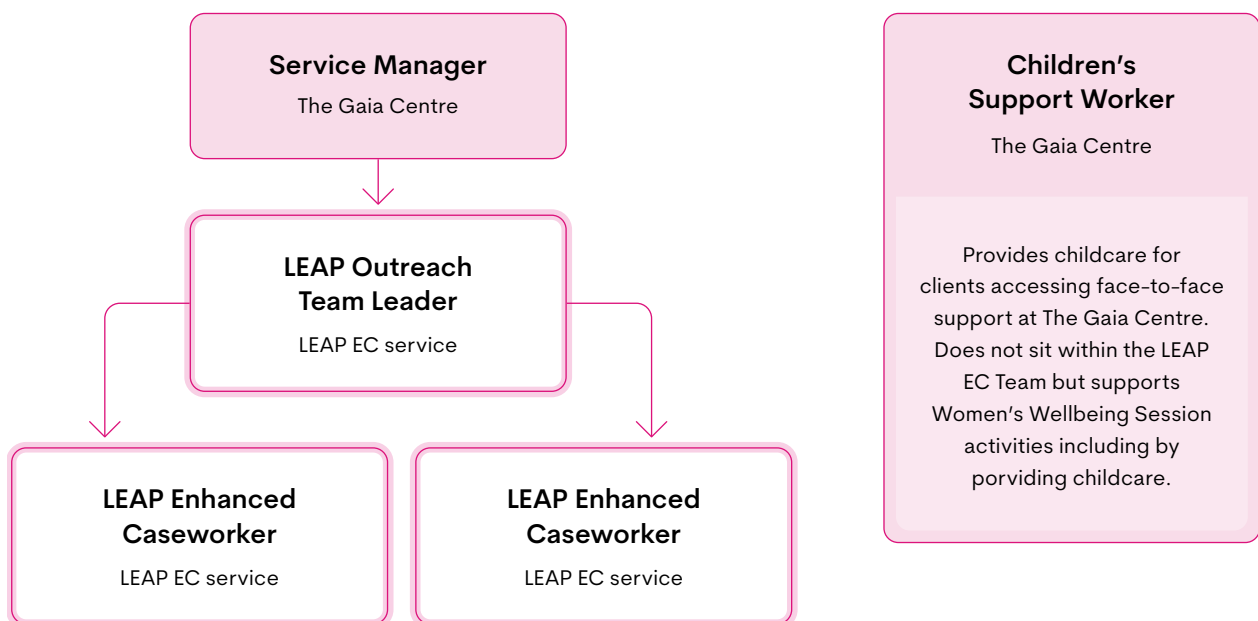 Service Manager
The Gaia Centre
LEAP Outreach
Team Leader
LEAP EC service
LEAP Enhanced
Caseworker
LEAP EC service
LEAP Enhanced
Caseworker
LEAP EC service
Children's
Support Worker
The Gaia Centre
Provides childcare for
clients accessing face-to-face
support at The Gaia Centre.
Does not sit within the LEAP
EC Team but supports
Women's Wellbeing Session
activities including by
porviding childcare.